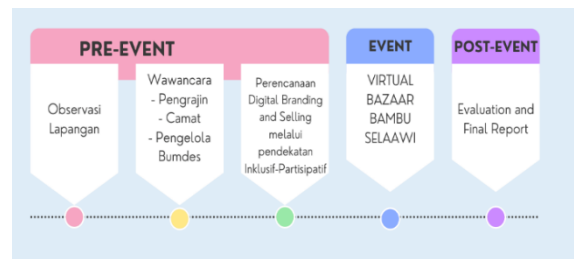 PRE-EVENT
Observasi
Lapangan
Wawancara
- Pengrajin
- Camat
- Pengelola
Bumdes
Perencanaan
Digital Branding
and Selling
melalui
pendekatan
Inklusif-Partisipatif
EVENT
VIRTUAL
BAZAAR
BAMBU
SELAAWI
POST-EVENT
Evaluation and
Final Report